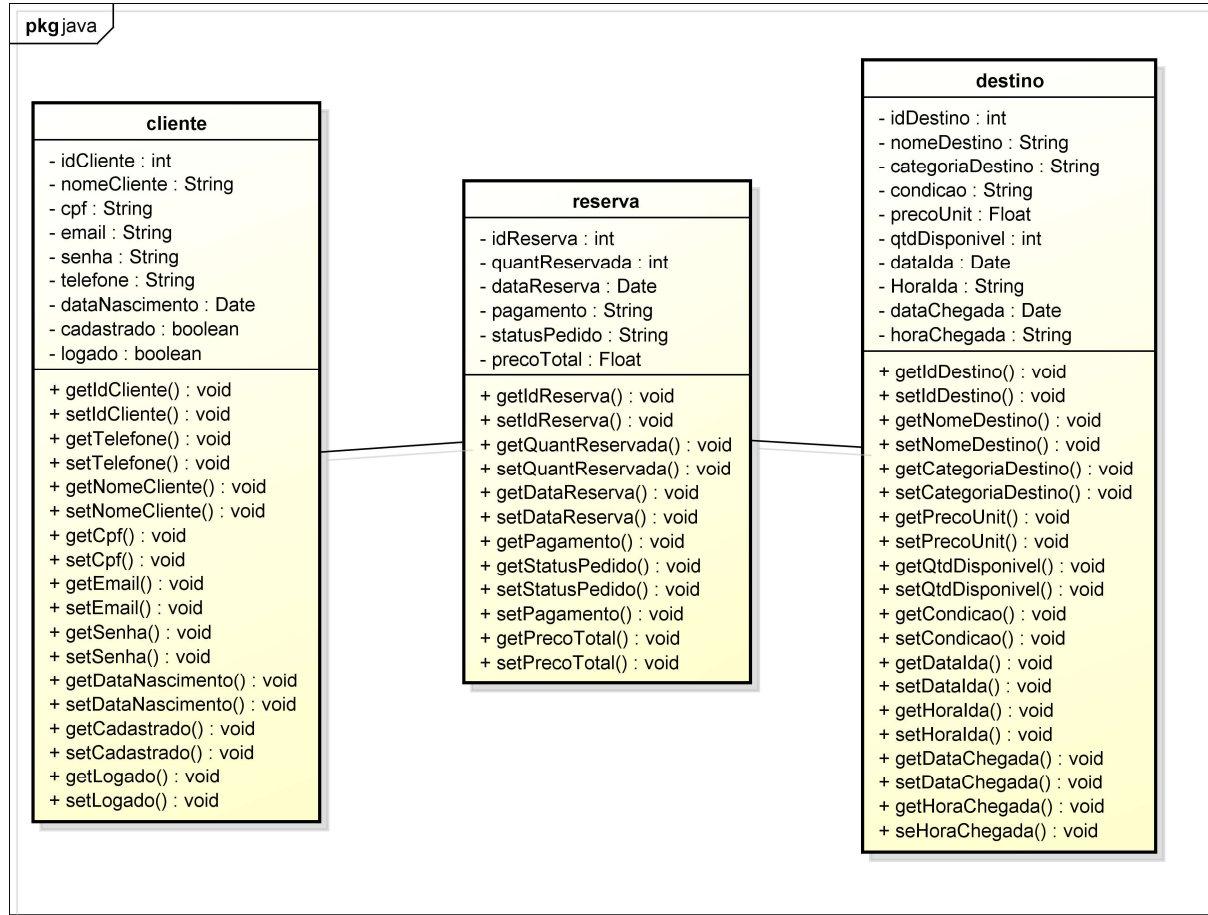 pkg java
cliente
- idCliente : int
- nomeCliente : String
- cpf : String
- email : String
- senha : String
- telefone : String
- dataNascimento : Date
- cadastrado : boolean
- logado : boolean
+ getIdCliente() : void
+ setIdCliente() : void
+ getTelefone() : void
+ setTelefone() : void
+ getNomeCliente() : void
+ setNomeCliente() : void
+ getCpf() : void
+ setCpf() : void
+ getEmail() : void
+ setEmail() : void
+ getSenha() : void
+ setSenha() : void
+ getDataNascimento() : void
+ setDataNascimento() : void
+ getCadastrado() : void
+ setCadastrado() : void
+ getLogado() : void
+ setLogado() : void
reserva
- idReserva : int
- quantReservada : int
- dataReserva : Date
- pagamento : String
- statusPedido : String
- precoTotal : Float
+ getIdReserva() : void
+ setIdReserva() : void
+ getQuantReservada() : void
+ setQuantReservada() : void
+ getDataReserva() : void
+ setDataReserva() : void
+ getPagamento() : void
+ getStatusPedido() : void
+ setStatusPedido() : void
+ setPagamento() : void
+ getPrecoTotal() : void
+ setPrecoTotal() : void
destino
- idDestino : int
- nomeDestino : String
- categoriaDestino : String
- condicao : String
- precoUnit : Float
- qtdDisponivel : int
- dataIda : Date
- HoraIda : String
- dataChegada : Date
- horaChegada : String
+ getIdDestino() : void
+ setIdDestino() : void
+ getNomeDestino() : void
+ setNomeDestino() : void
+ getCategoriaDestino() : void
+ setCategoriaDestino() : void
+ getPrecoUnit() : void
+ setPrecoUnit() : void
+ getQtdDisponivel() : void
+ setQtdDisponivel() : void
+ getCondicao() : void
+ setCondicao() : void
+ getDataIda() : void
+ setDataIda() : void
+ getHoraIda() : void
+ setHoraIda() : void
+ getDataChegada() : void
+ setDataChegada() : void
+ getHoraChegada() : void
+ seHoraChegada() : void